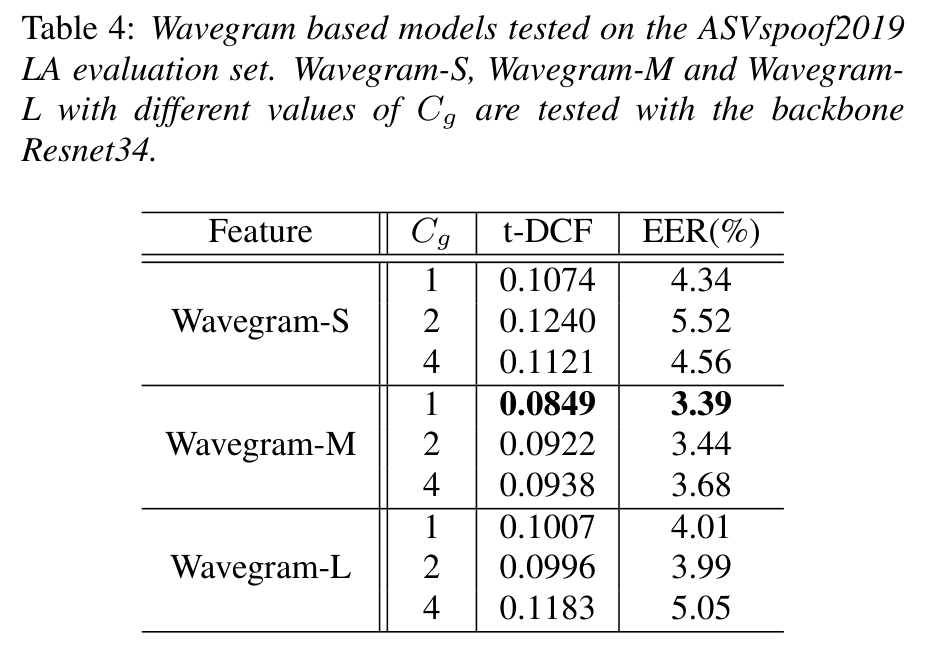 Table 4: Wavegram based models tested on the ASVspoof2019
LA evaluation set. Wavegram-S, Wavegram-M and Wavegram-
L with different values of C_g are tested with the backbone
Resnet34.
Feature C_g t-DCF EER(%)
Wavegram-S
1 0.1074 4.34
2 0.1240 5.52
4 0.1121 4.56
Wavegram-M
1 0.0849 3.39
2 0.0922 3.44
4 0.0938 3.68
Wavegram-L
1 0.1007 4.01
2 0.0996 3.99
4 0.1183 5.05